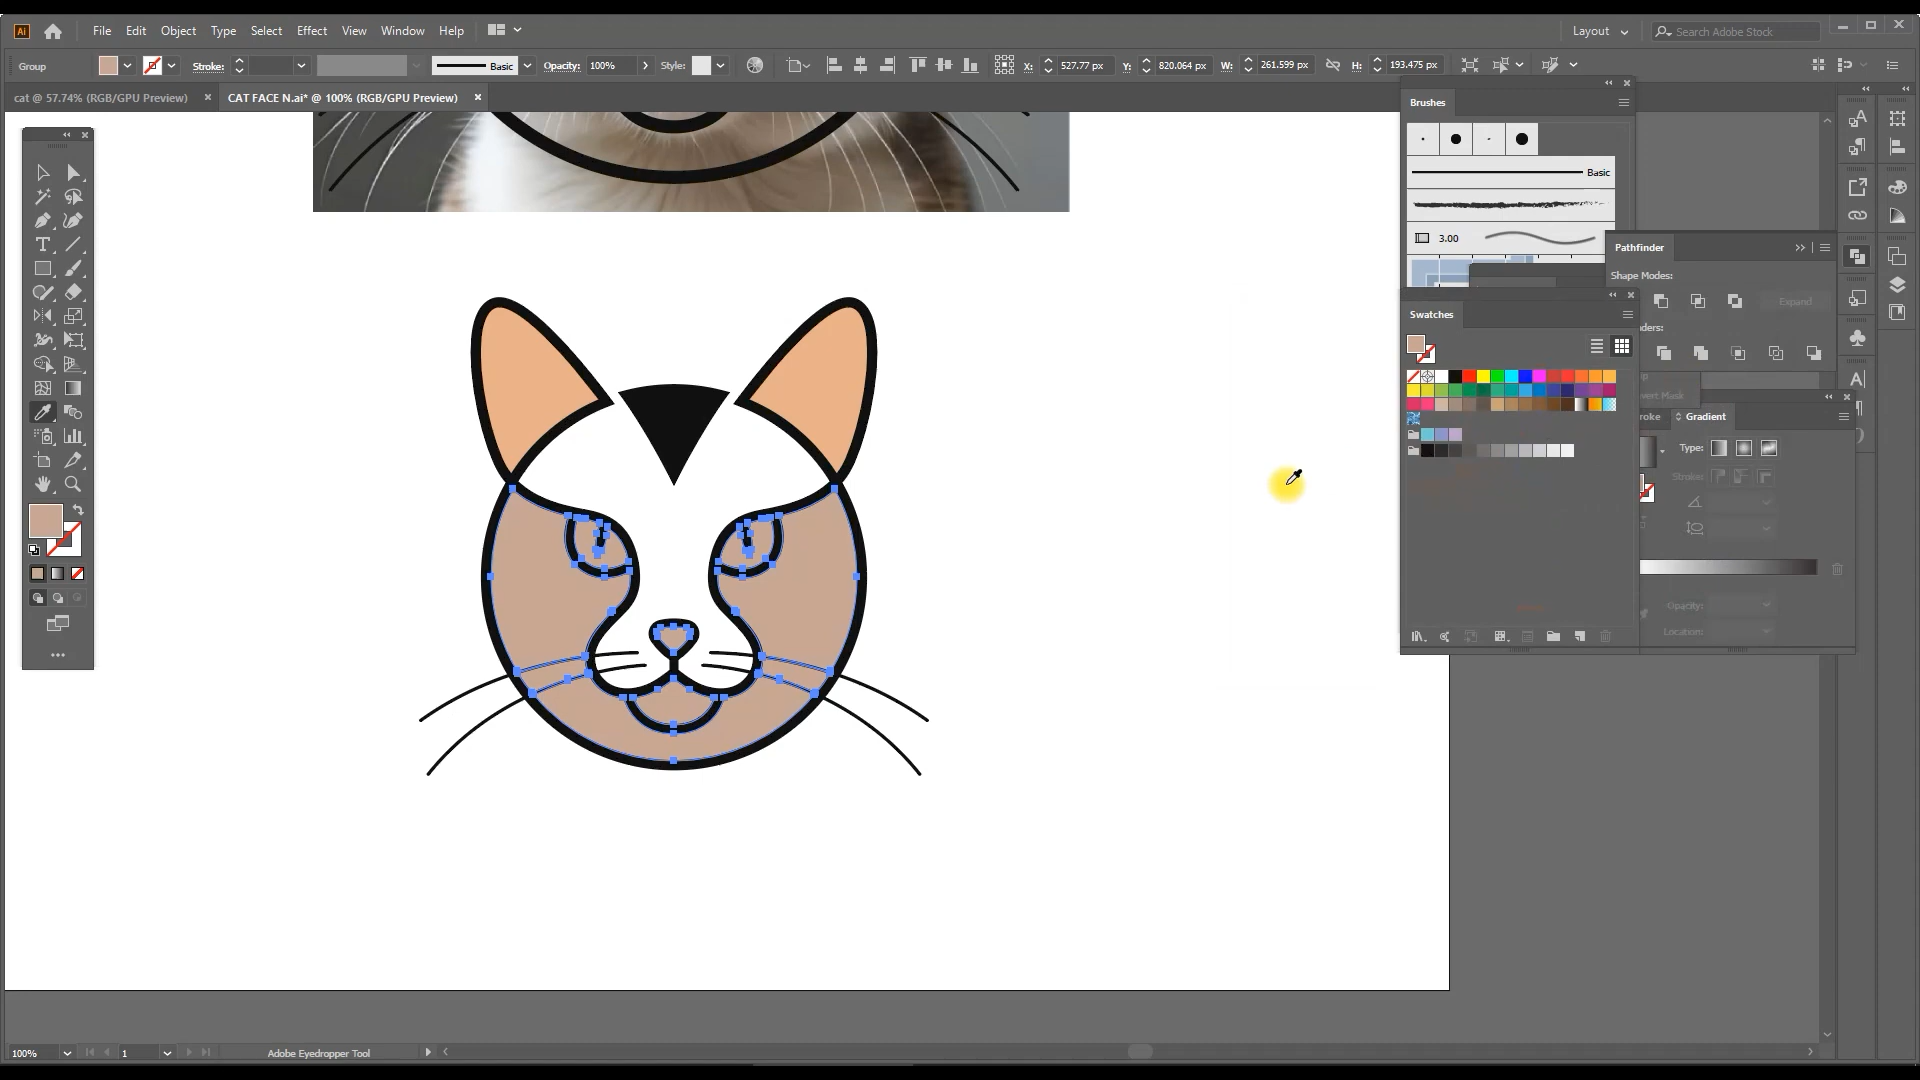 Ai File Edit Object Type Select Effect View Window Help Layout Search Adobe Stock
Group Stroke: Basic Opacity: 100% Style: X: 527.77 px Y: 820.064 px W: 261.599 px H: 193.475 px
cat @ 57.74% (RGB/GPU Preview) × CAT FACE N.ai* @ 100% (RGB/GPU Preview) ×
Brushes
Basic
3.00
Pathfinder
Shape Modes:
Expand
ders:
Swatches
vert Mask
roke Gradient
Type:
Stroke:
Opacity:
Location:
100% 1 Adobe Eyedropper Tool